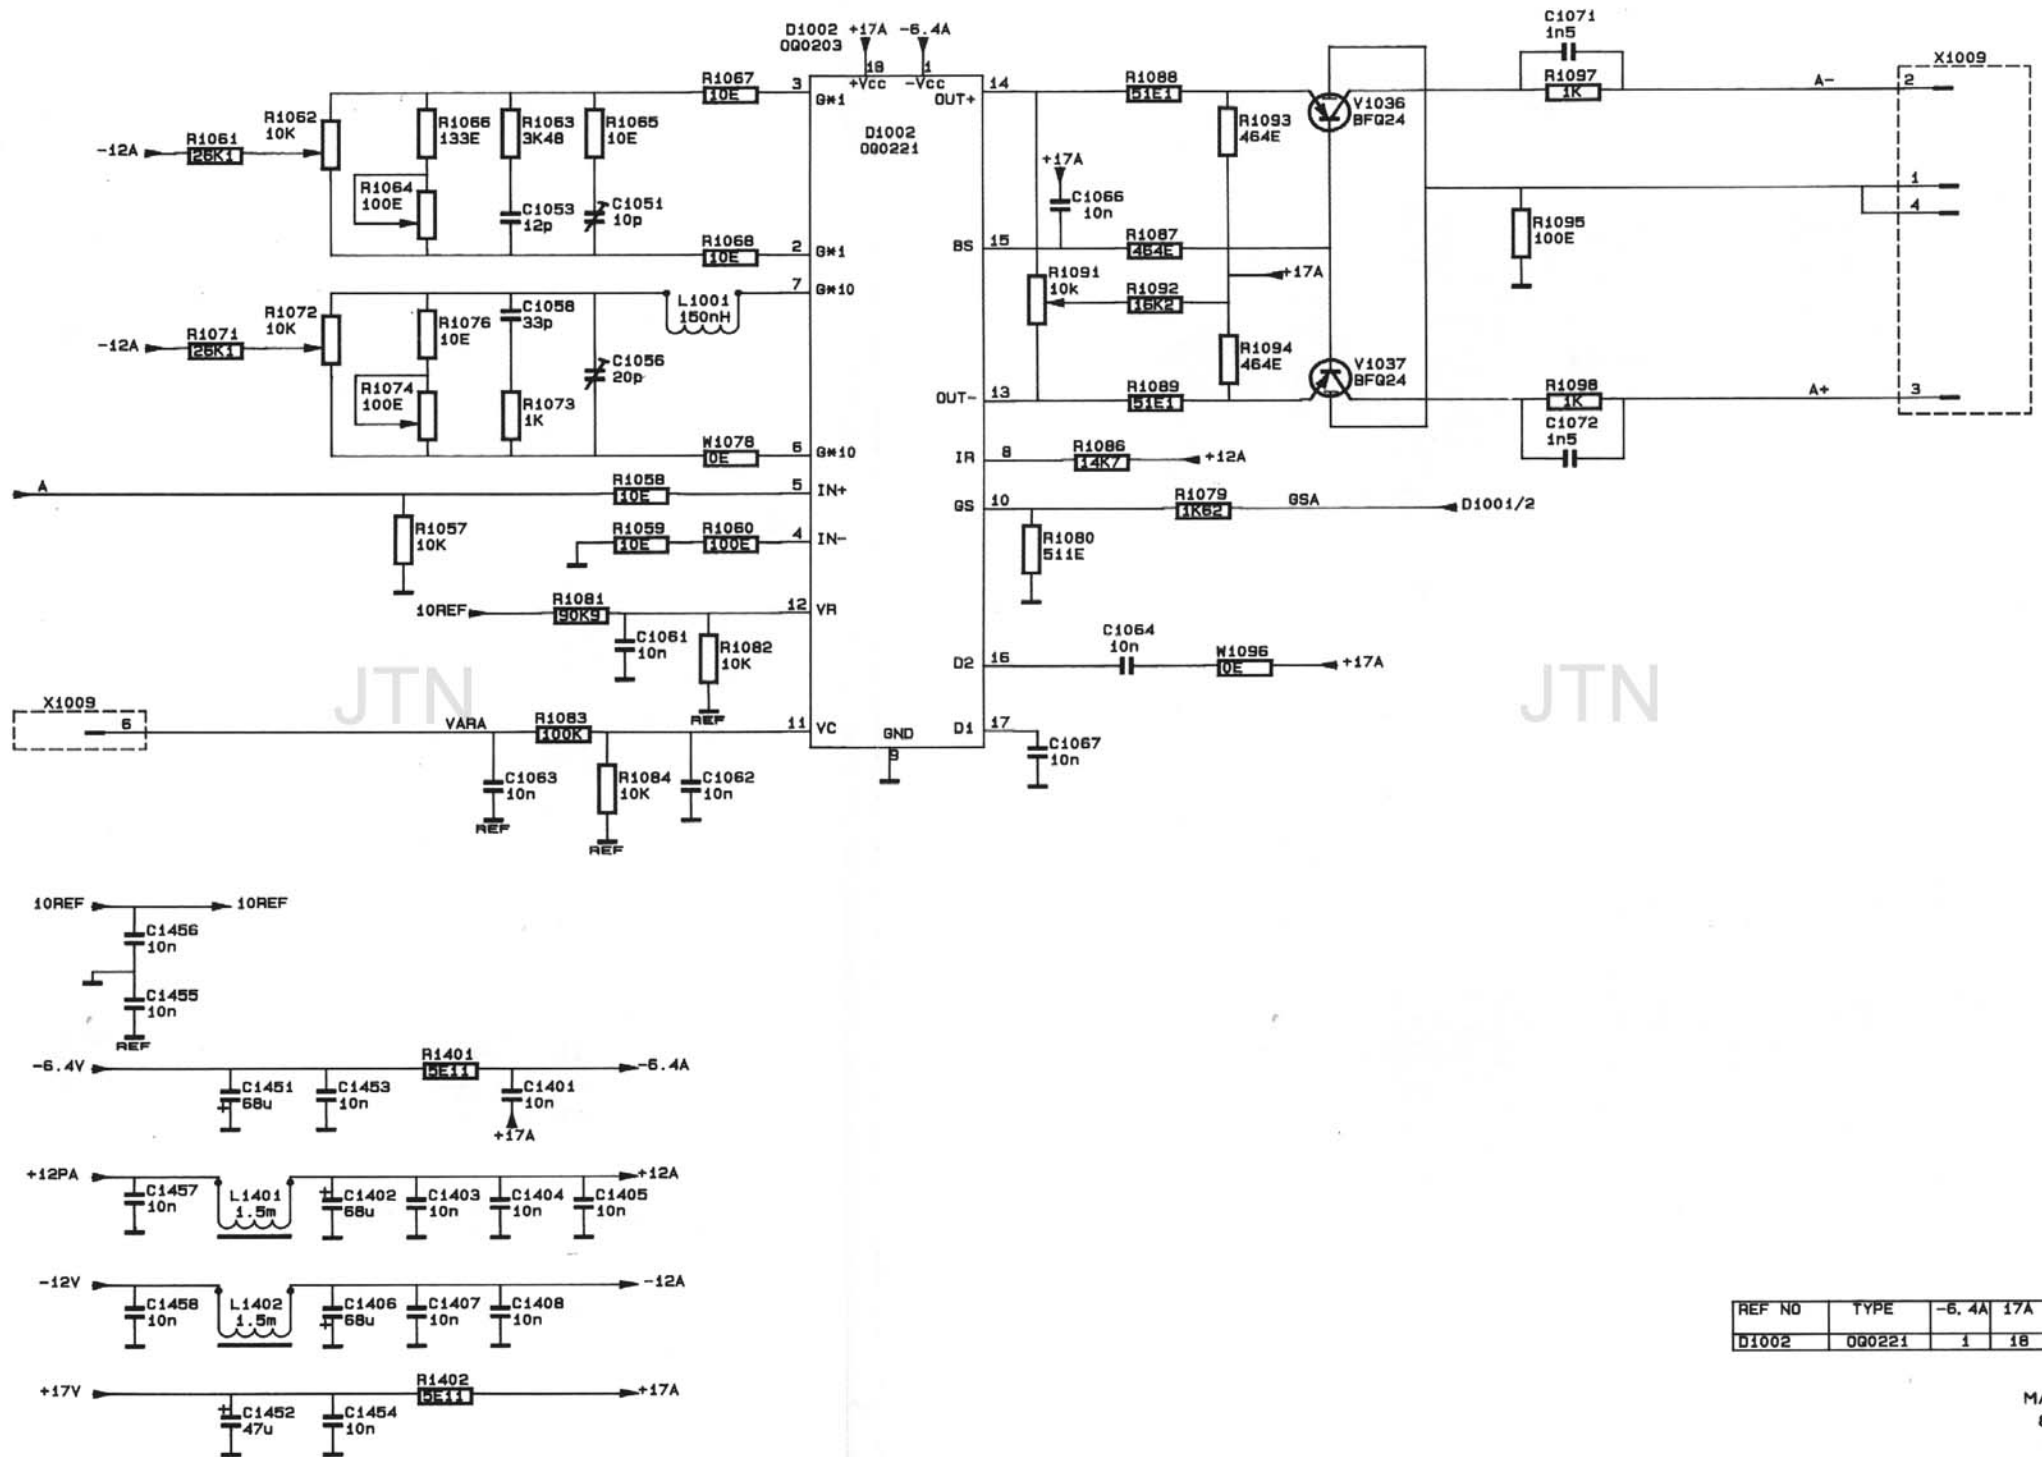 D1002 +17A -6.4A
OQ0203
18 1
+Vcc -Vcc
C1071
1n5
X1009
R1067
10E
3 G*1
OUT+ 14
R1088
51E1
R1097
1K
A- 2
R1062
10K
R1066
133E
R1063
3K48
R1065
10E
D1002
OQ0221
V1036
BFQ24
R1093
464E
-12A
R1061
26K1
+17A
R1064
100E
C1053
12p
C1051
10p
C1066
10n
1
4
R1095
100E
R1068
10E
2 G*1
BS 15
R1087
464E
+17A
7 G*10
L1001
150nH
R1091
10k
R1092
16K2
R1072
10K
R1076
10E
C1058
33p
-12A
R1071
26K1
C1056
20p
R1094
464E
V1037
BFQ24
R1074
100E
R1073
1K
OUT- 13
R1089
51E1
R1098
1K
A+ 3
C1072
1n5
W1078
0E
6 G*10
IR 8
R1086
14K7
+12A
A
R1058
10E
5 IN+
GS 10
R1079
1K62
GSA
D1001/2
R1057
10K
R1059
10E
R1060
100E
4 IN-
R1080
511E
10REF
R1081
90K9
12 VR
C1061
10n
R1082
10K
REF
C1064
10n
D2 16
W1096
0E
+17A
JTN
JTN
X1009
6
VARA
R1083
100K
11 VC
GND
9
D1 17
C1067
10n
C1063
10n
REF
R1084
10K
REF
C1062
10n
10REF 10REF
C1456
10n
C1455
10n
REF
-6.4V
R1401
5E11
-6.4A
C1451
68u
C1453
10n
C1401
10n
+17A
+12PA
+12A
C1457
10n
L1401
1.5m
C1402
68u
C1403
10n
C1404
10n
C1405
10n
-12V
-12A
C1458
10n
L1402
1.5m
C1406
68u
C1407
10n
C1408
10n
+17V
R1402
5E11
+17A
C1452
47u
C1454
10n
REF NO TYPE -6.4A 17A
D1002 OQ0221 1 18
MA